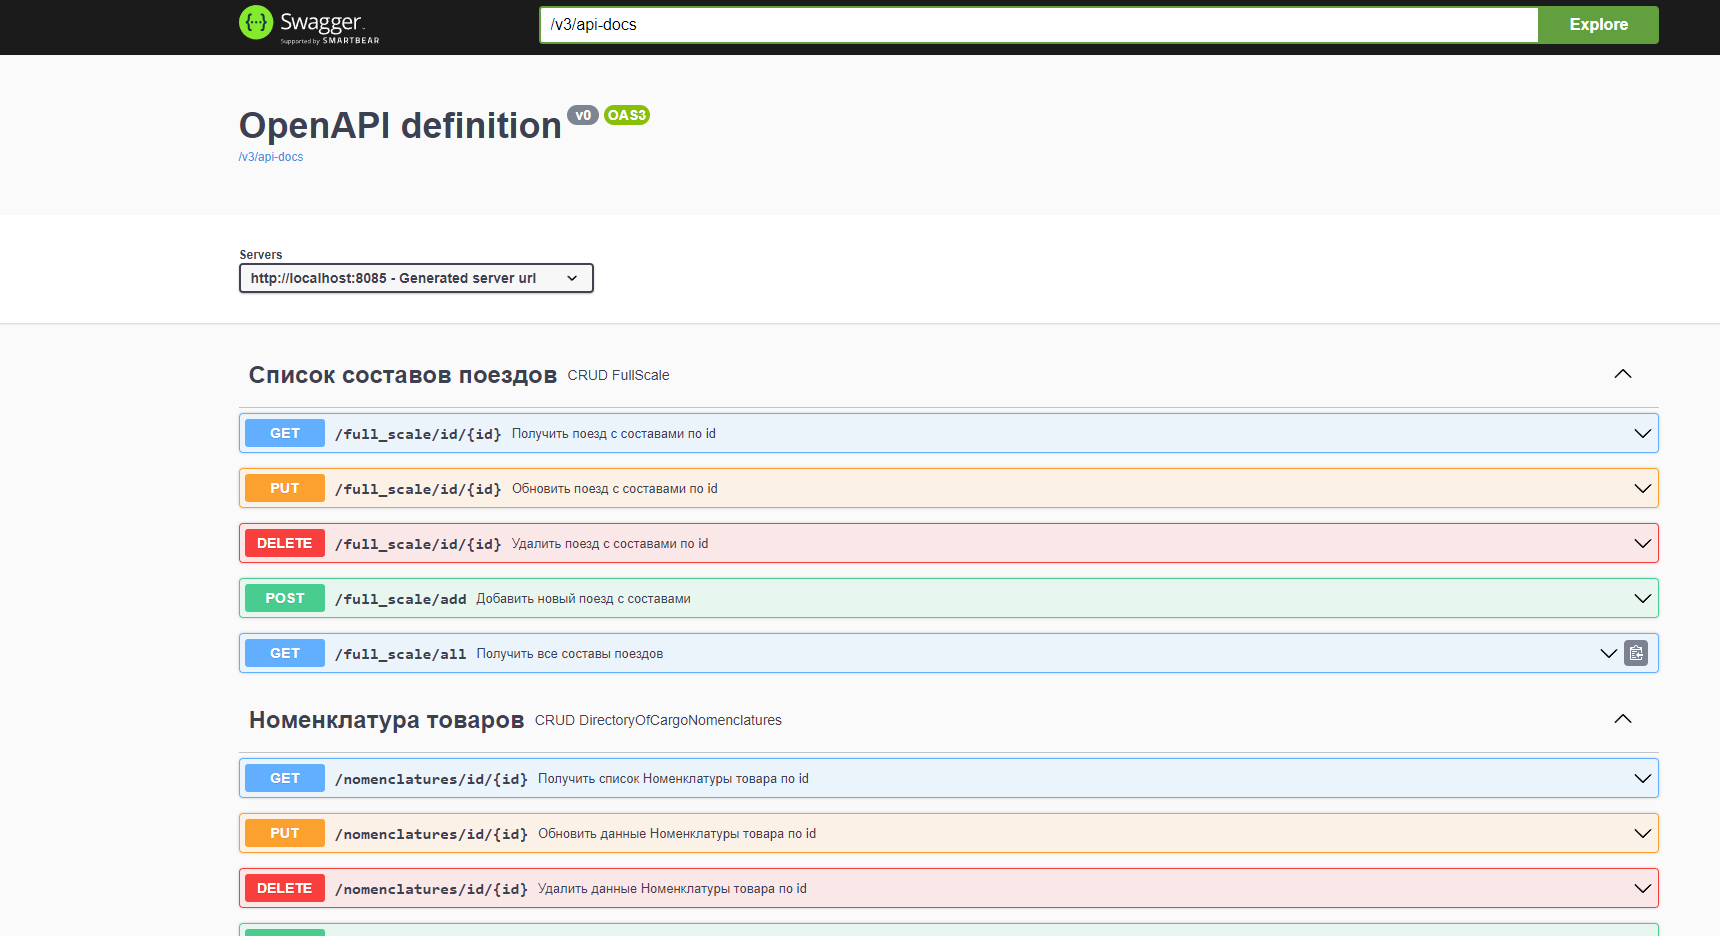 Swagger
Supported by SMARTBEAR
/v3/api-docs
Explore
OpenAPI definition v0 OAS3
/v3/api-docs
Servers
http://localhost:8085 - Generated server url
Список составов поездов CRUD FullScale
GET /full_scale/id/{id} Получить поезд с составами по id
PUT /full_scale/id/{id} Обновить поезд с составами по id
DELETE /full_scale/id/{id} Удалить поезд с составами по id
POST /full_scale/add Добавить новый поезд с составами
GET /full_scale/all Получить все составы поездов
Номенклатура товаров CRUD DirectoryOfCargoNomenclatures
GET /nomenclatures/id/{id} Получить список Номенклатуры товара по id
PUT /nomenclatures/id/{id} Обновить данные Номенклатуры товара по id
DELETE /nomenclatures/id/{id} Удалить данные Номенклатуры товара по id